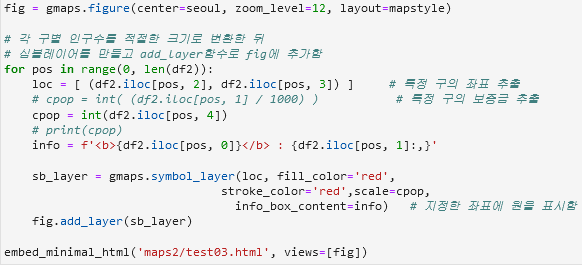 fig = gmaps.figure(center=seoul, zoom_level=12, layout=mapstyle)
# 각 구별 인구수를 적절한 크기로 변환한 뒤
# 심볼레이어를 만들고 add_layer함수로 fig에 추가함
for pos in range(0, len(df2)):
    loc = [ (df2.iloc[pos, 2], df2.iloc[pos, 3]) ]     # 특정 구의 좌표 추출
    # cpop = int( (df2.iloc[pos, 1] / 1000) )           # 특정 구의 보증금 추출
    cpop = int(df2.iloc[pos, 4])
    # print(cpop)
    info = f'<b>{df2.iloc[pos, 0]}</b> : {df2.iloc[pos, 1]:,}'
    sb_layer = gmaps.symbol_layer(loc, fill_color='red',
                               stroke_color='red',scale=cpop,
                                 info_box_content=info)   # 지정한 좌표에 원을 표시함
    fig.add_layer(sb_layer)
embed_minimal_html('maps2/test03.html', views=[fig])